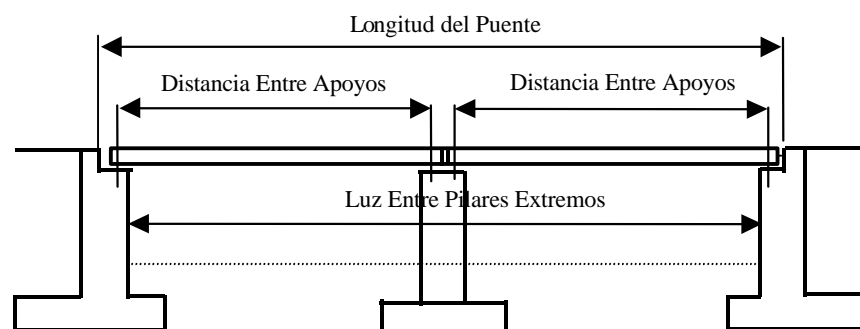 Longitud del Puente
Distancia Entre Apoyos
Distancia Entre Apoyos
Luz Entre Pilares Extremos